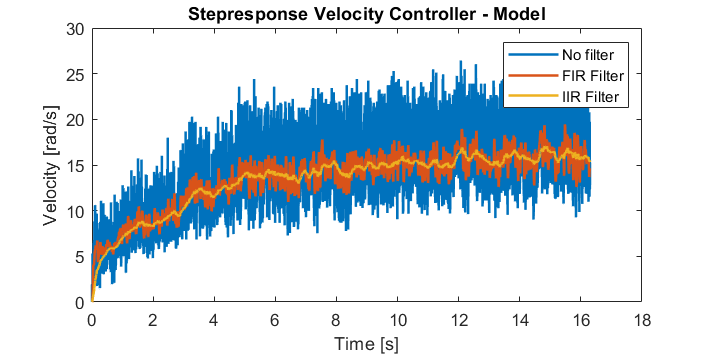 Stepresponse Velocity Controller - Model
No filter
FIR Filter
IIR Filter
Velocity [rad/s]
30
25
20
15
10
5
0
0 2 4 6 8 10 12 14 16 18
Time [s]